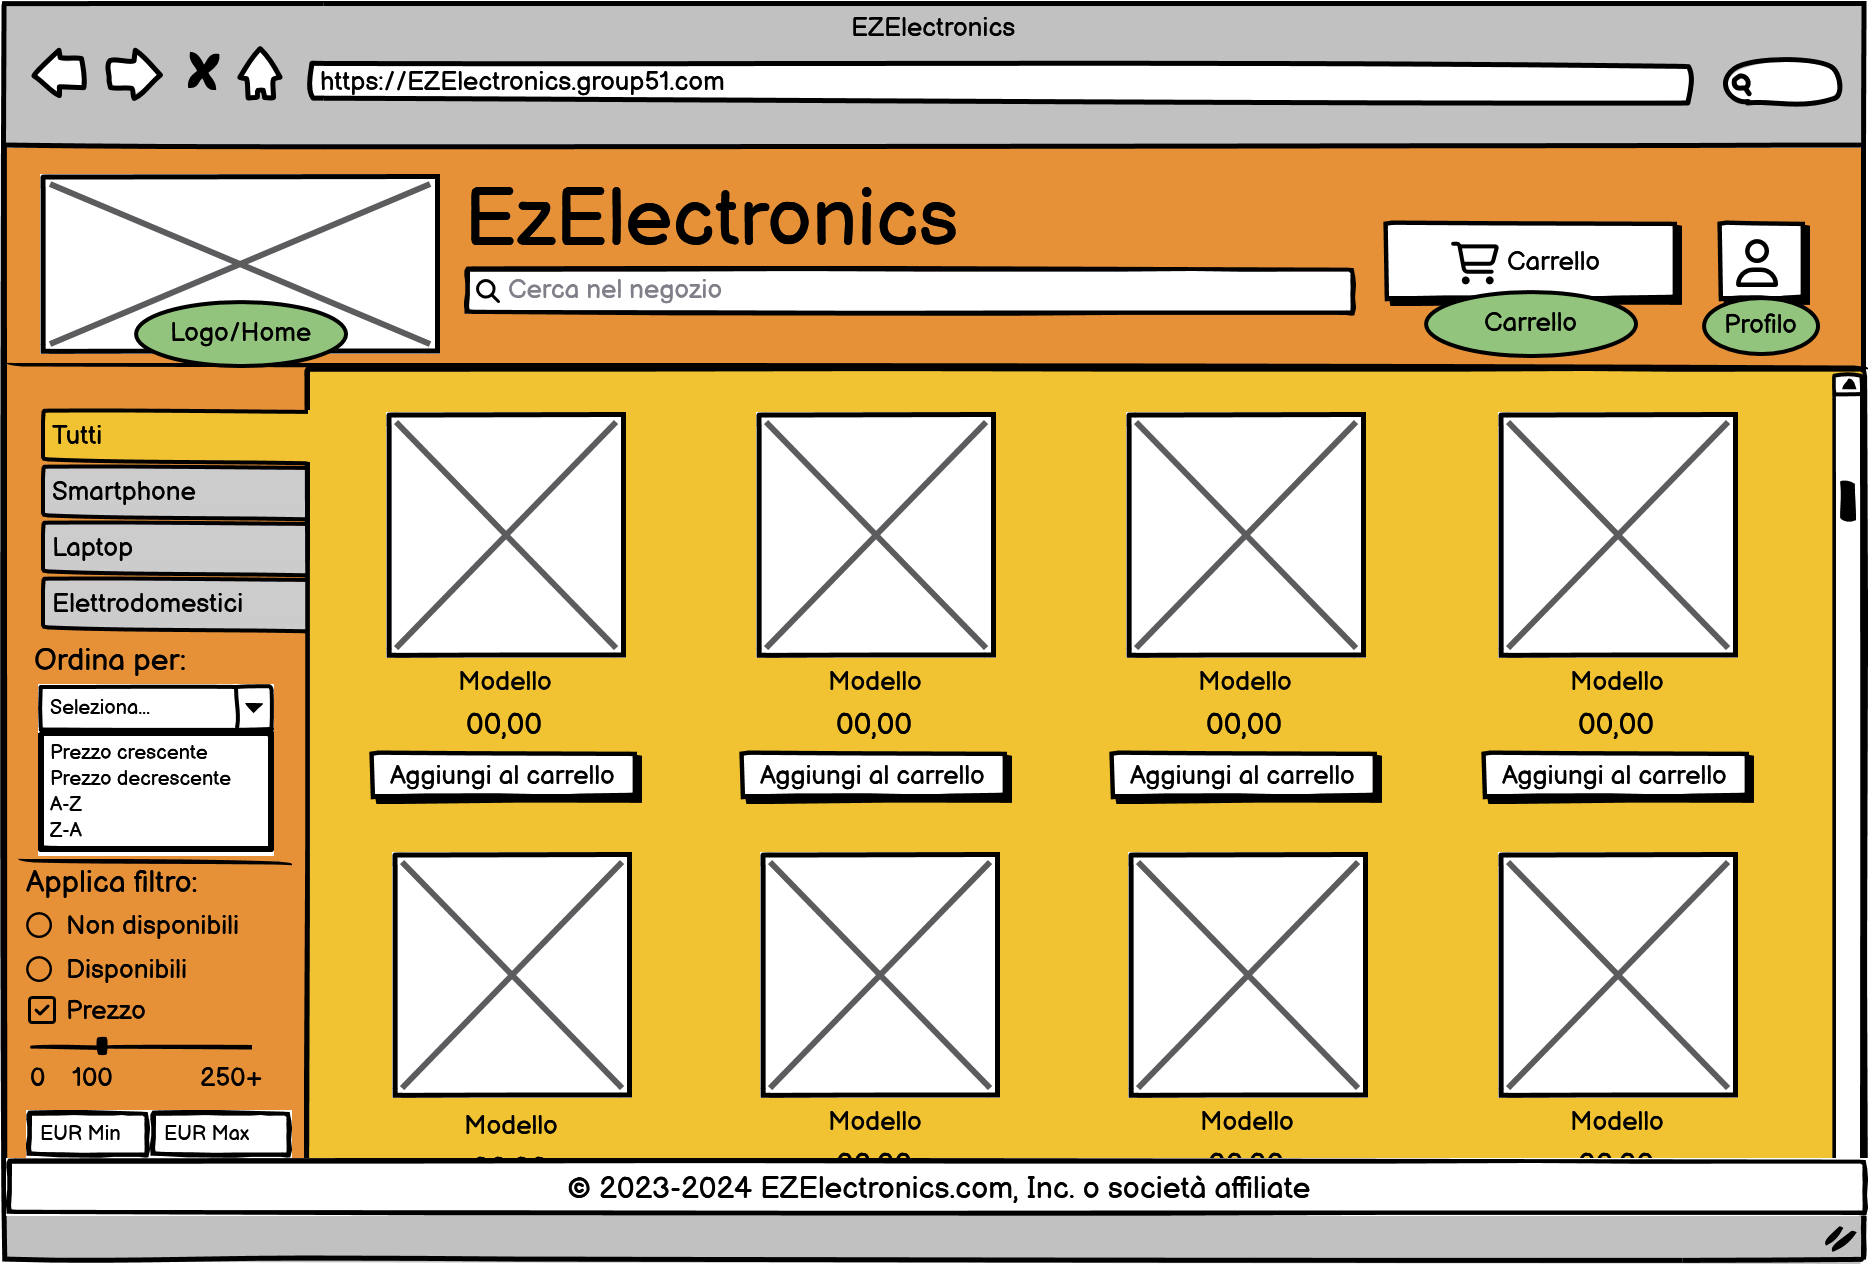 EZElectronics
https://EZElectronics.group51.com
EzElectronics
Cerca nel negozio
Carrello
Logo/Home
Carrello
Profilo
Tutti
Smartphone
Laptop
Elettrodomestici
Ordina per:
Seleziona...
Prezzo crescente
Prezzo decrescente
A-Z
Z-A
Applica filtro:
Non disponibili
Disponibili
Prezzo
0 100 250+
EUR Min EUR Max
Modello Modello Modello Modello
00,00 00,00 00,00 00,00
Aggiungi al carrello Aggiungi al carrello Aggiungi al carrello Aggiungi al carrello
Modello Modello Modello Modello
© 2023-2024 EZElectronics.com, Inc. o società affiliate